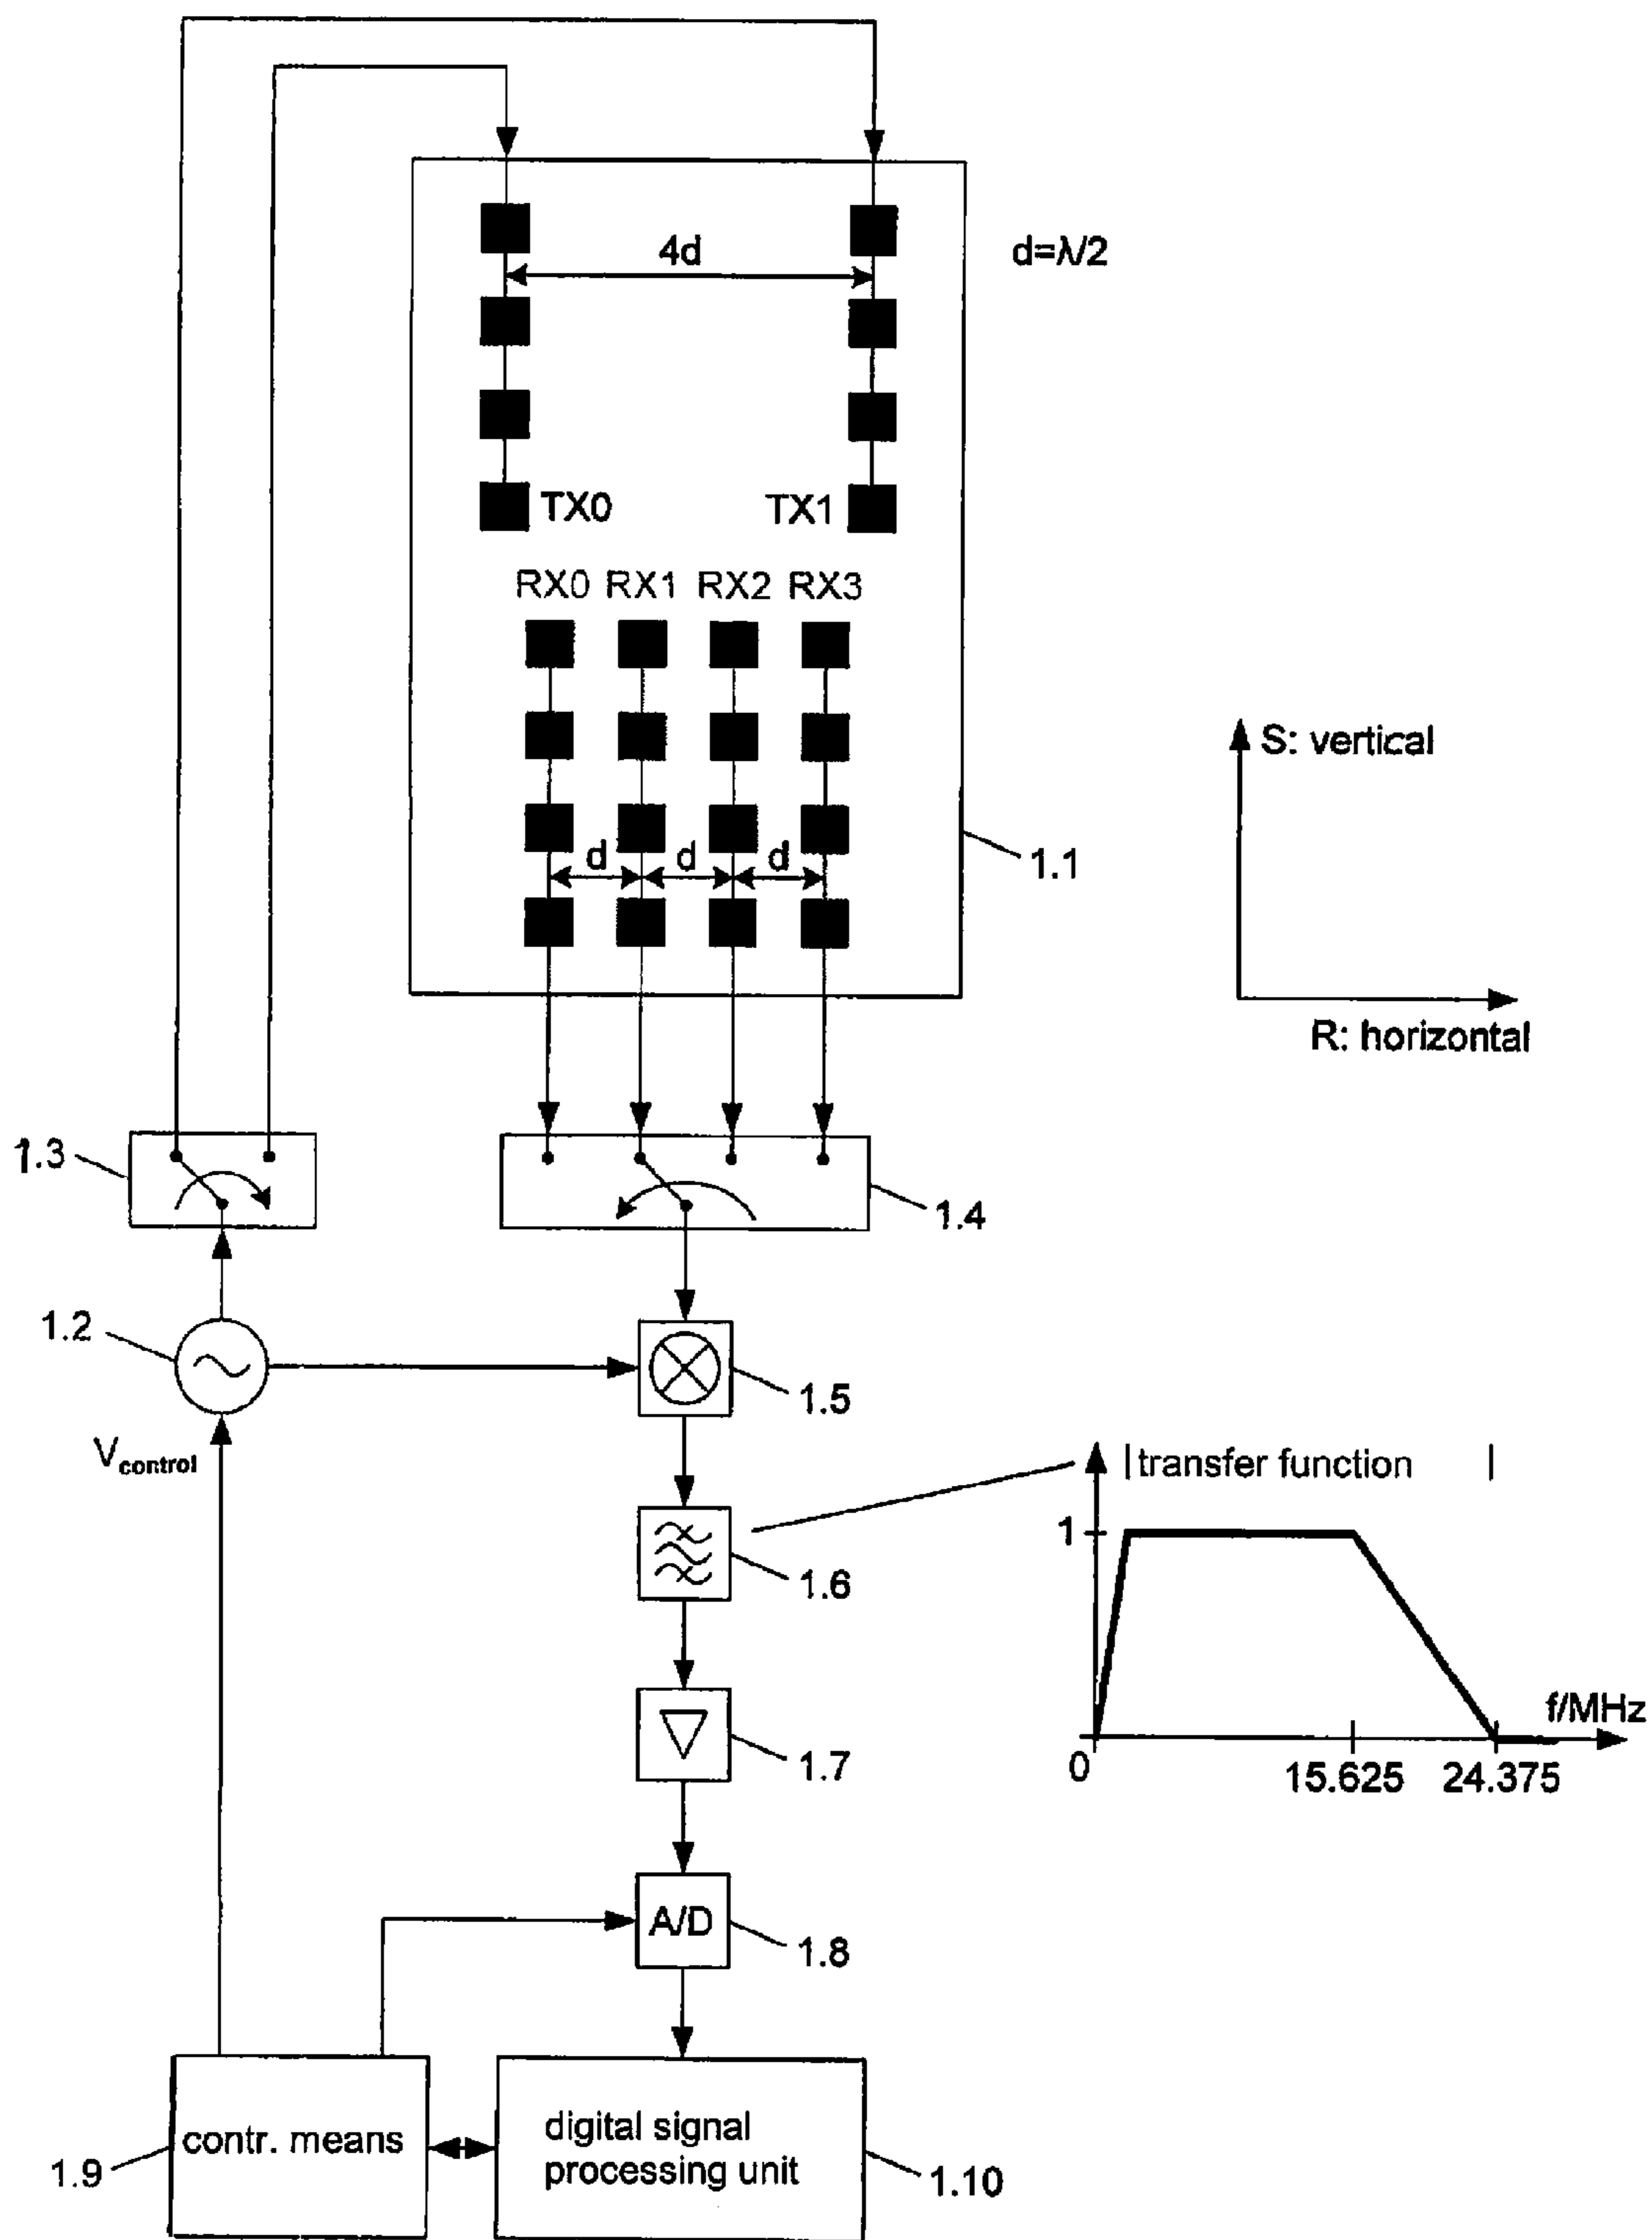 4d
d=λ/2
TX0
TX1
RX0 RX1 RX2 RX3
d d d
1.1
S: vertical
R: horizontal
1.3
1.4
1.2
1.5
Vcontrol
|transfer function |
1
1.6
f/MHz
0
15.625
24.375
1.7
A/D
1.8
contr. means
digital signal
processing unit
1.9
1.10